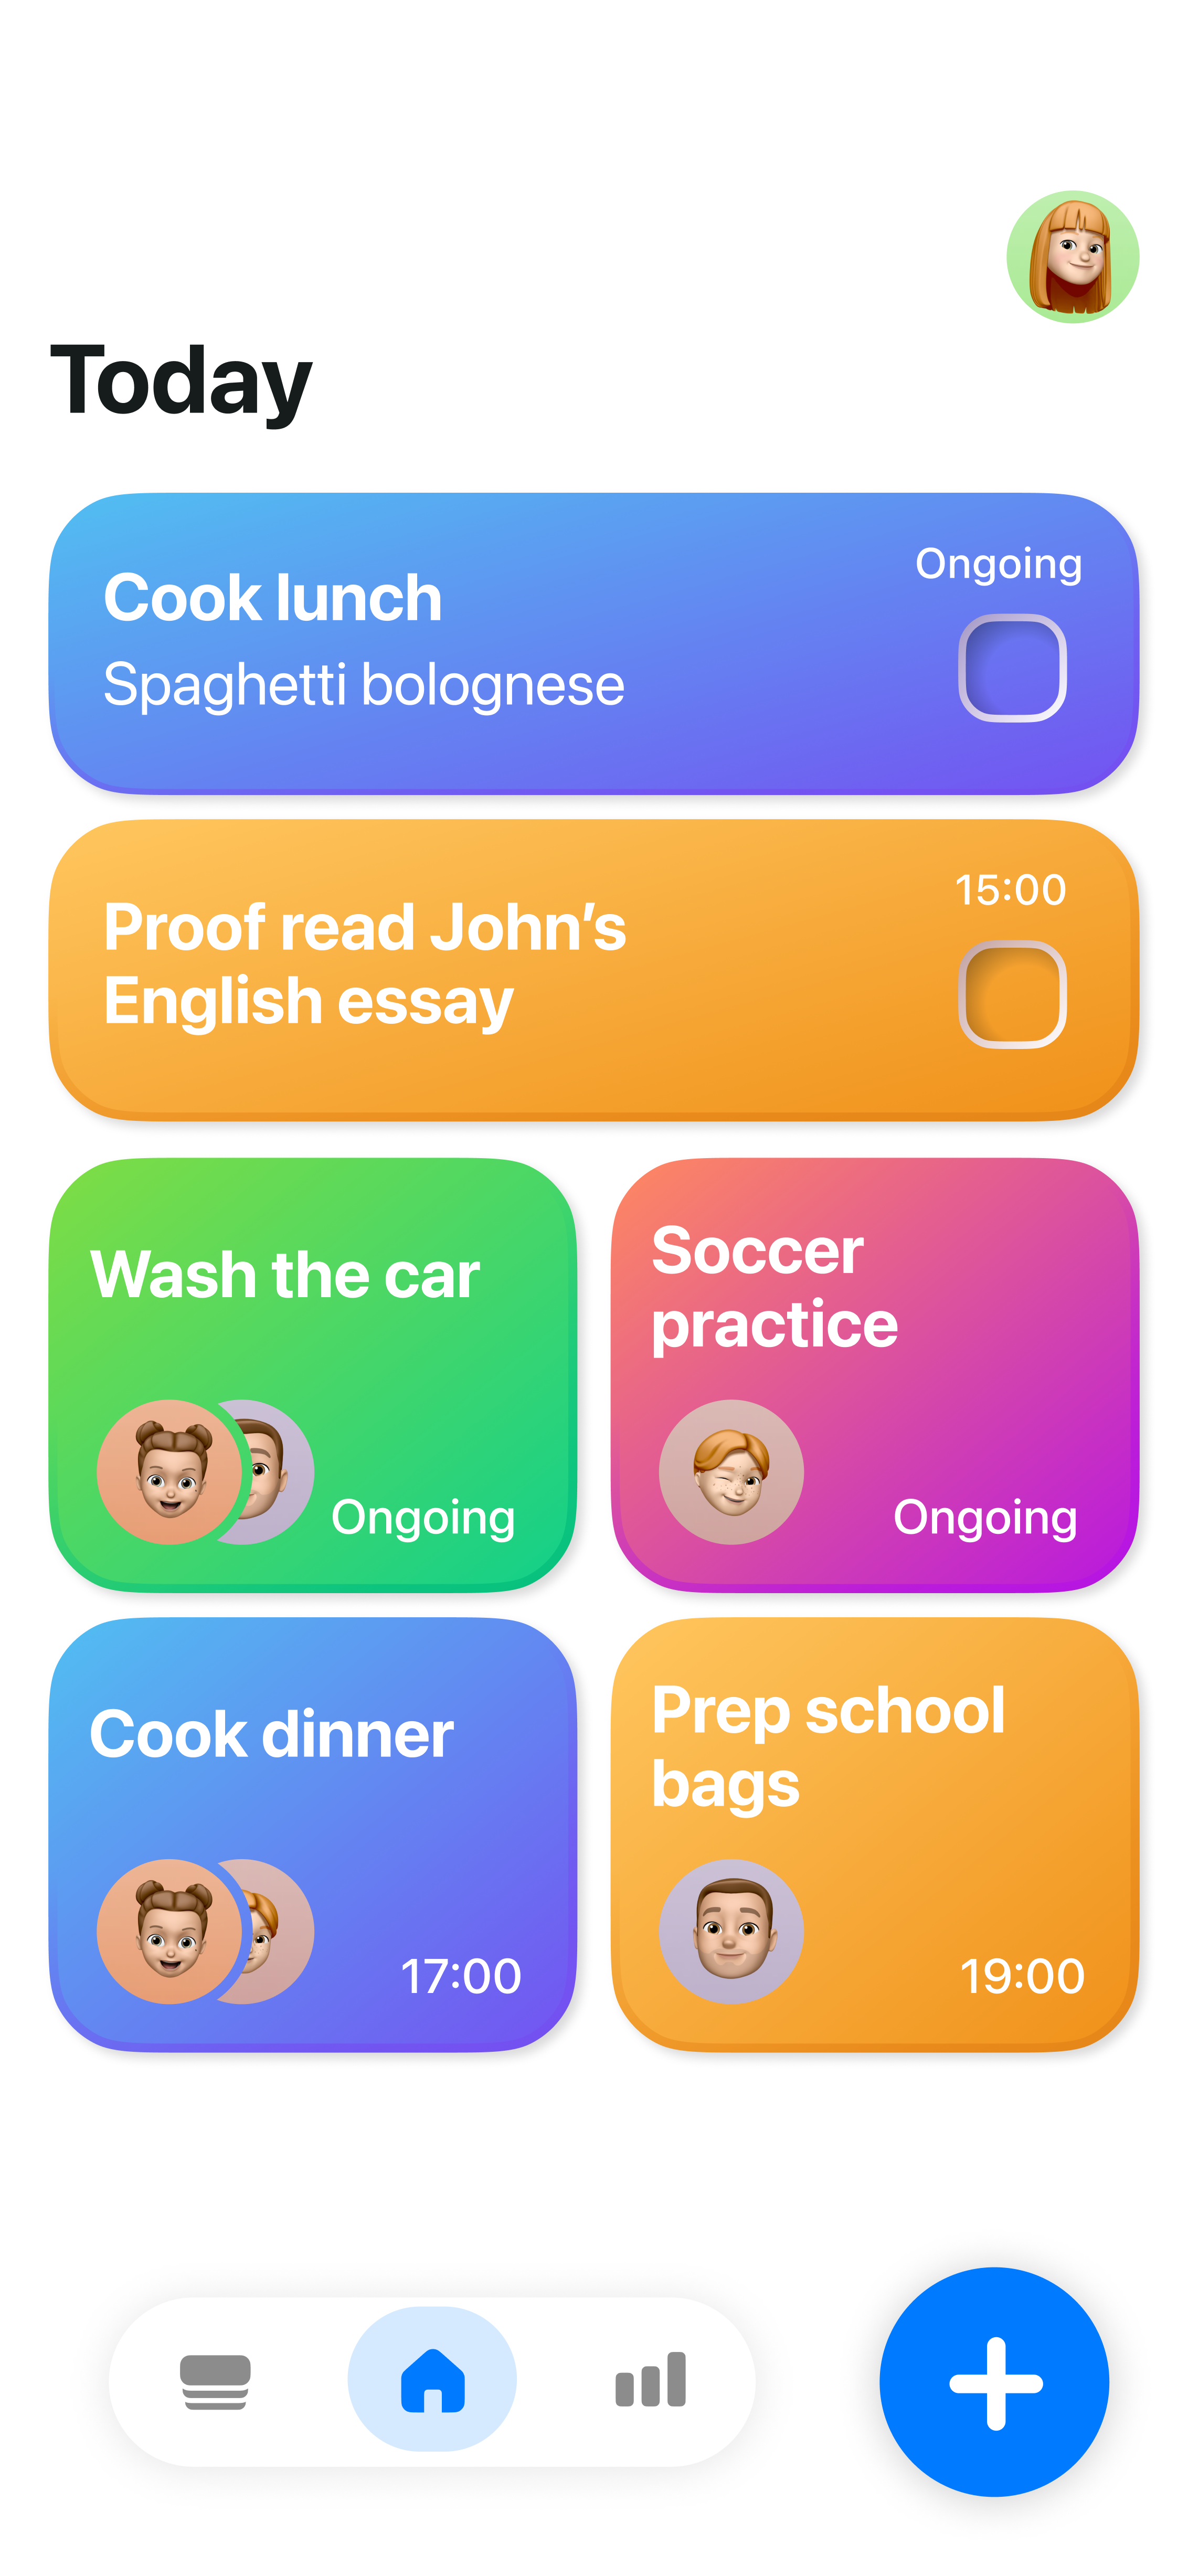 Today
Cook lunch
Spaghetti bolognese
Ongoing
Proof read John’s
English essay
15:00
Wash the car
Ongoing
Soccer
practice
Ongoing
Cook dinner
17:00
Prep school
bags
19:00